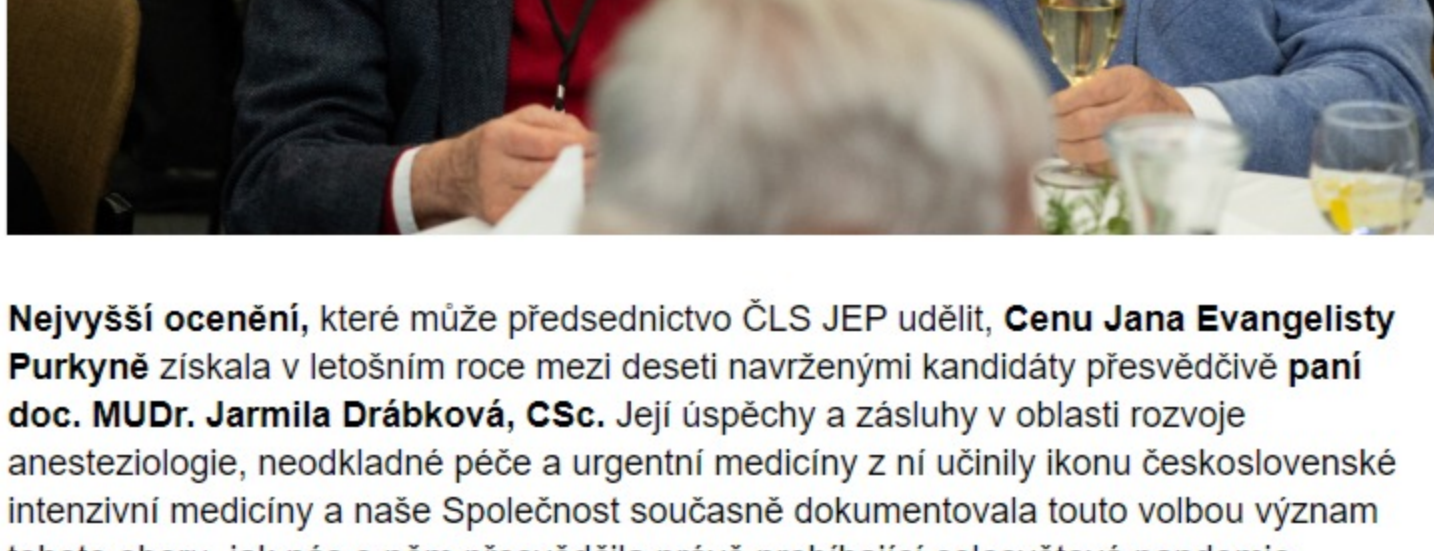 Nejvyšší ocenění, které může předsednictvo ČLS JEP udělit, Cenu Jana Evangelisty
Purkyně získala v letošním roce mezi deseti navrženými kandidáty přesvědčivě paní
doc. MUDr. Jarmila Drábková, CSc. Její úspěchy a zásluhy v oblasti rozvoje
anesteziologie, neodkladné péče a urgentní medicíny z ní učinily ikonu československé
intenzivní medicíny a naše Společnost současně dokumentovala touto volbou význam